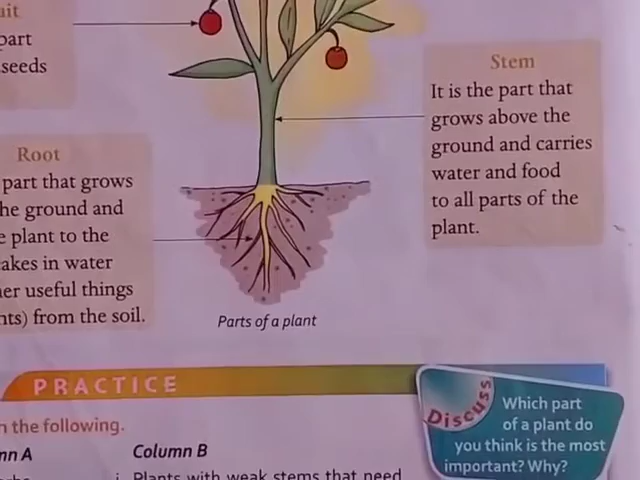 uit
part
seeds
Stem
It is the part that
grows above the
ground and carries
water and food
to all parts of the
plant.
Root
part that grows
he ground and
e plant to the
akes in water
er useful things
nts) from the soil.
Parts of a plant
PRACTICE
Discuss
Which part
of a plant do
you think is the most
important? Why?
h the following.
mn A
Column B
i. Plants with weak stems that need